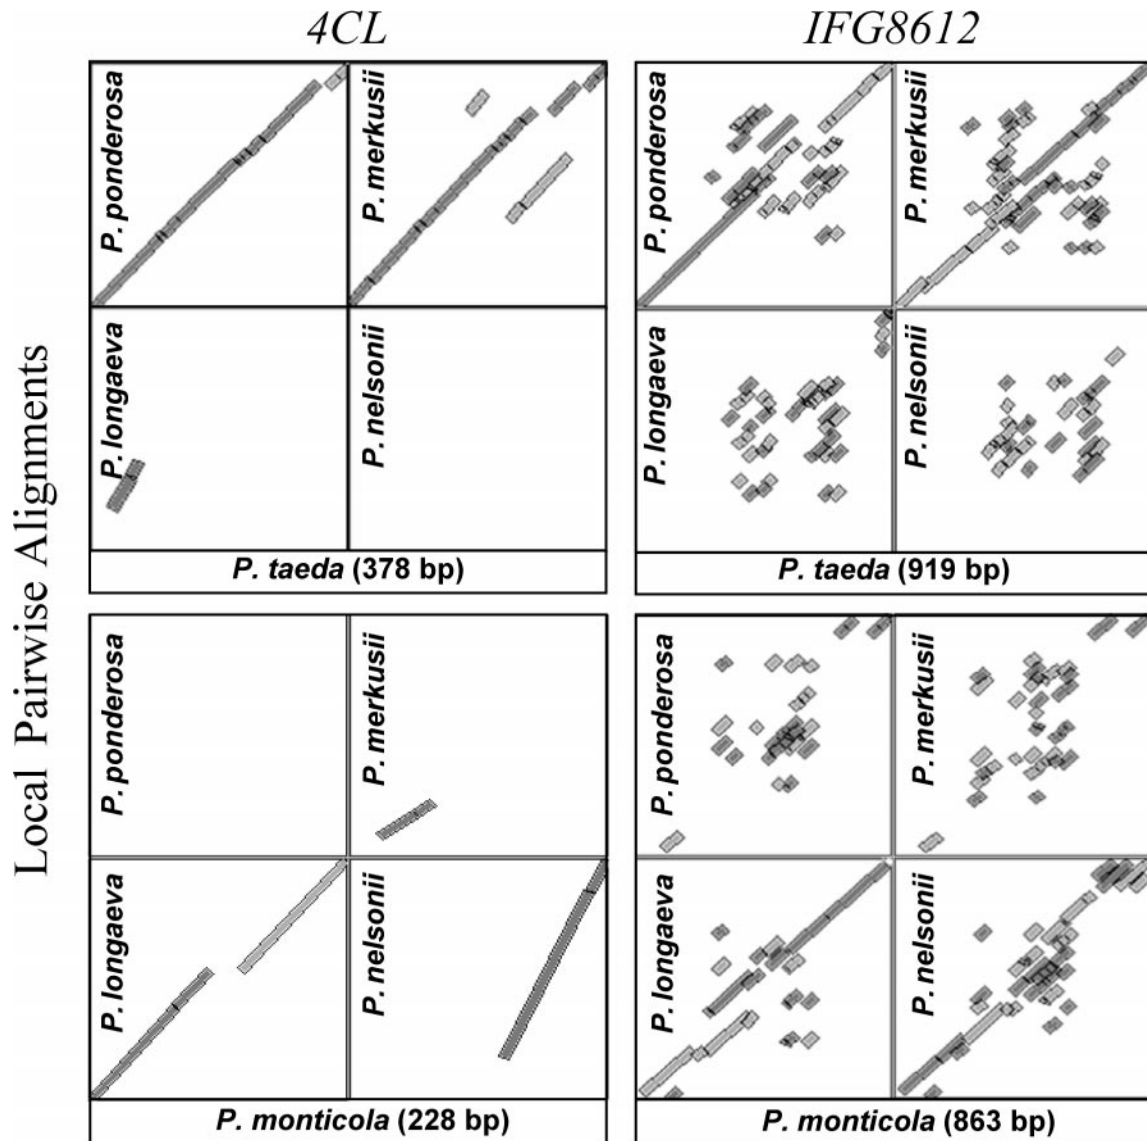 4CL
IFG8612
Local Pairwise Alignments
P. ponderosa
P. merkusii
P. ponderosa
P. merkusii
P. longaeva
P. nelsonii
P. longaeva
P. nelsonii
P. taeda (378 bp)
P. taeda (919 bp)
P. ponderosa
P. merkusii
P. ponderosa
P. merkusii
P. longaeva
P. nelsonii
P. longaeva
P. nelsonii
P. monticola (228 bp)
P. monticola (863 bp)